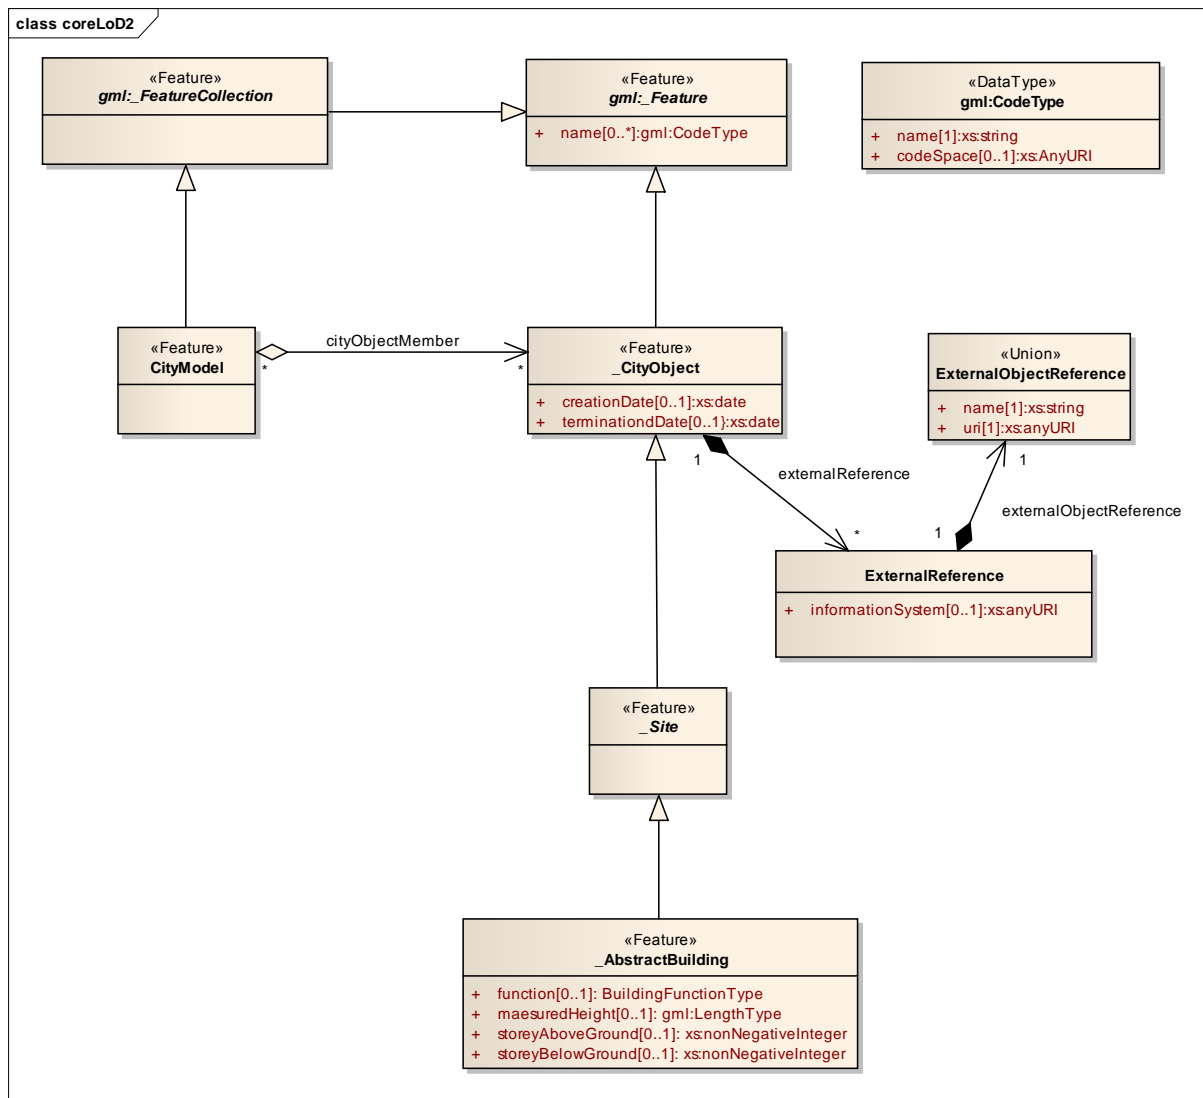 class coreLoD2
«Feature»
gml:_FeatureCollection
«Feature»
gml:_Feature
+ name[0..*]:gml:CodeType
«DataType»
gml:CodeType
+ name[1]:xs:string
+ codeSpace[0..1]:xs:AnyURI
«Feature»
CityModel
*
cityObjectMember
*
«Feature»
_CityObject
+ creationDate[0..1]:xs:date
+ terminationdDate[0..1}:xs:date
«Union»
ExternalObjectReference
+ name[1]:xs:string
+ uri[1]:xs:anyURI
1
externalReference
*
1
externalObjectReference
1
ExternalReference
+ informationSystem[0..1]:xs:anyURI
«Feature»
_Site
«Feature»
_AbstractBuilding
+ function[0..1]: BuildingFunctionType
+ maesuredHeight[0..1]: gml:LengthType
+ storeyAboveGround[0..1]: xs:nonNegativeInteger
+ storeyBelowGround[0..1]: xs:nonNegativeInteger